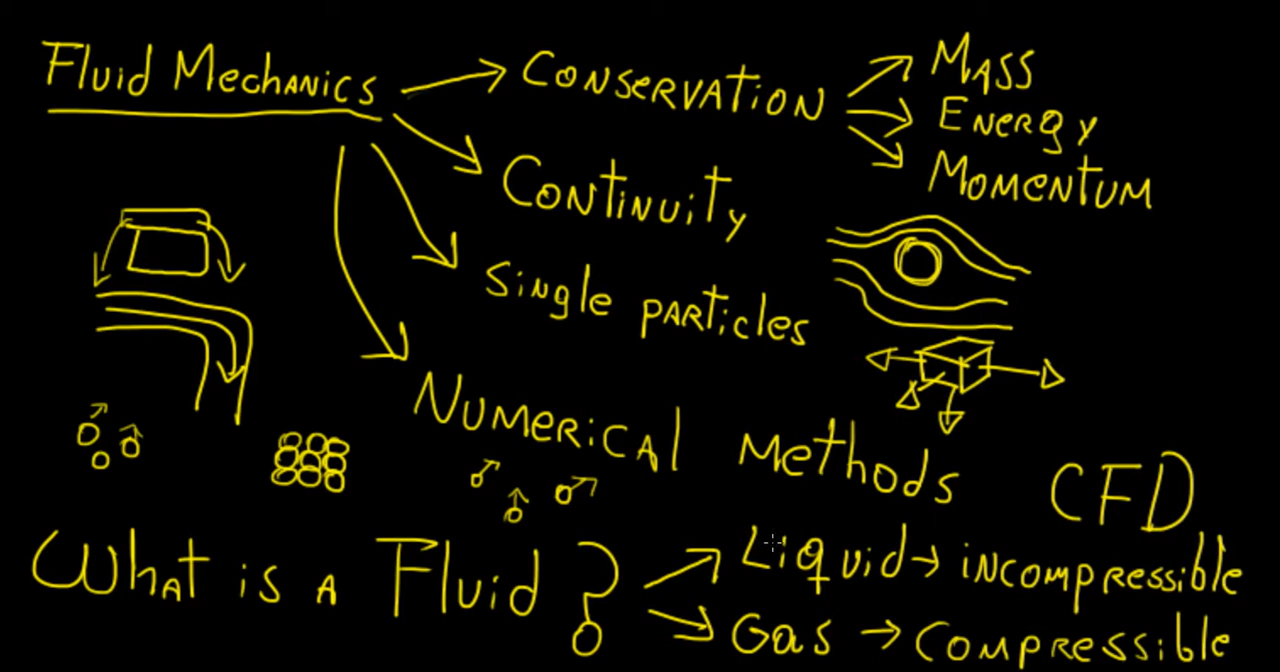 Fluid Mechanics → Conservation → Mass
Energy
Momentum
Continuity
Single particles
Numerical Methods CFD
What is a Fluid? → Liquid → incompressible
Gas → Compressible